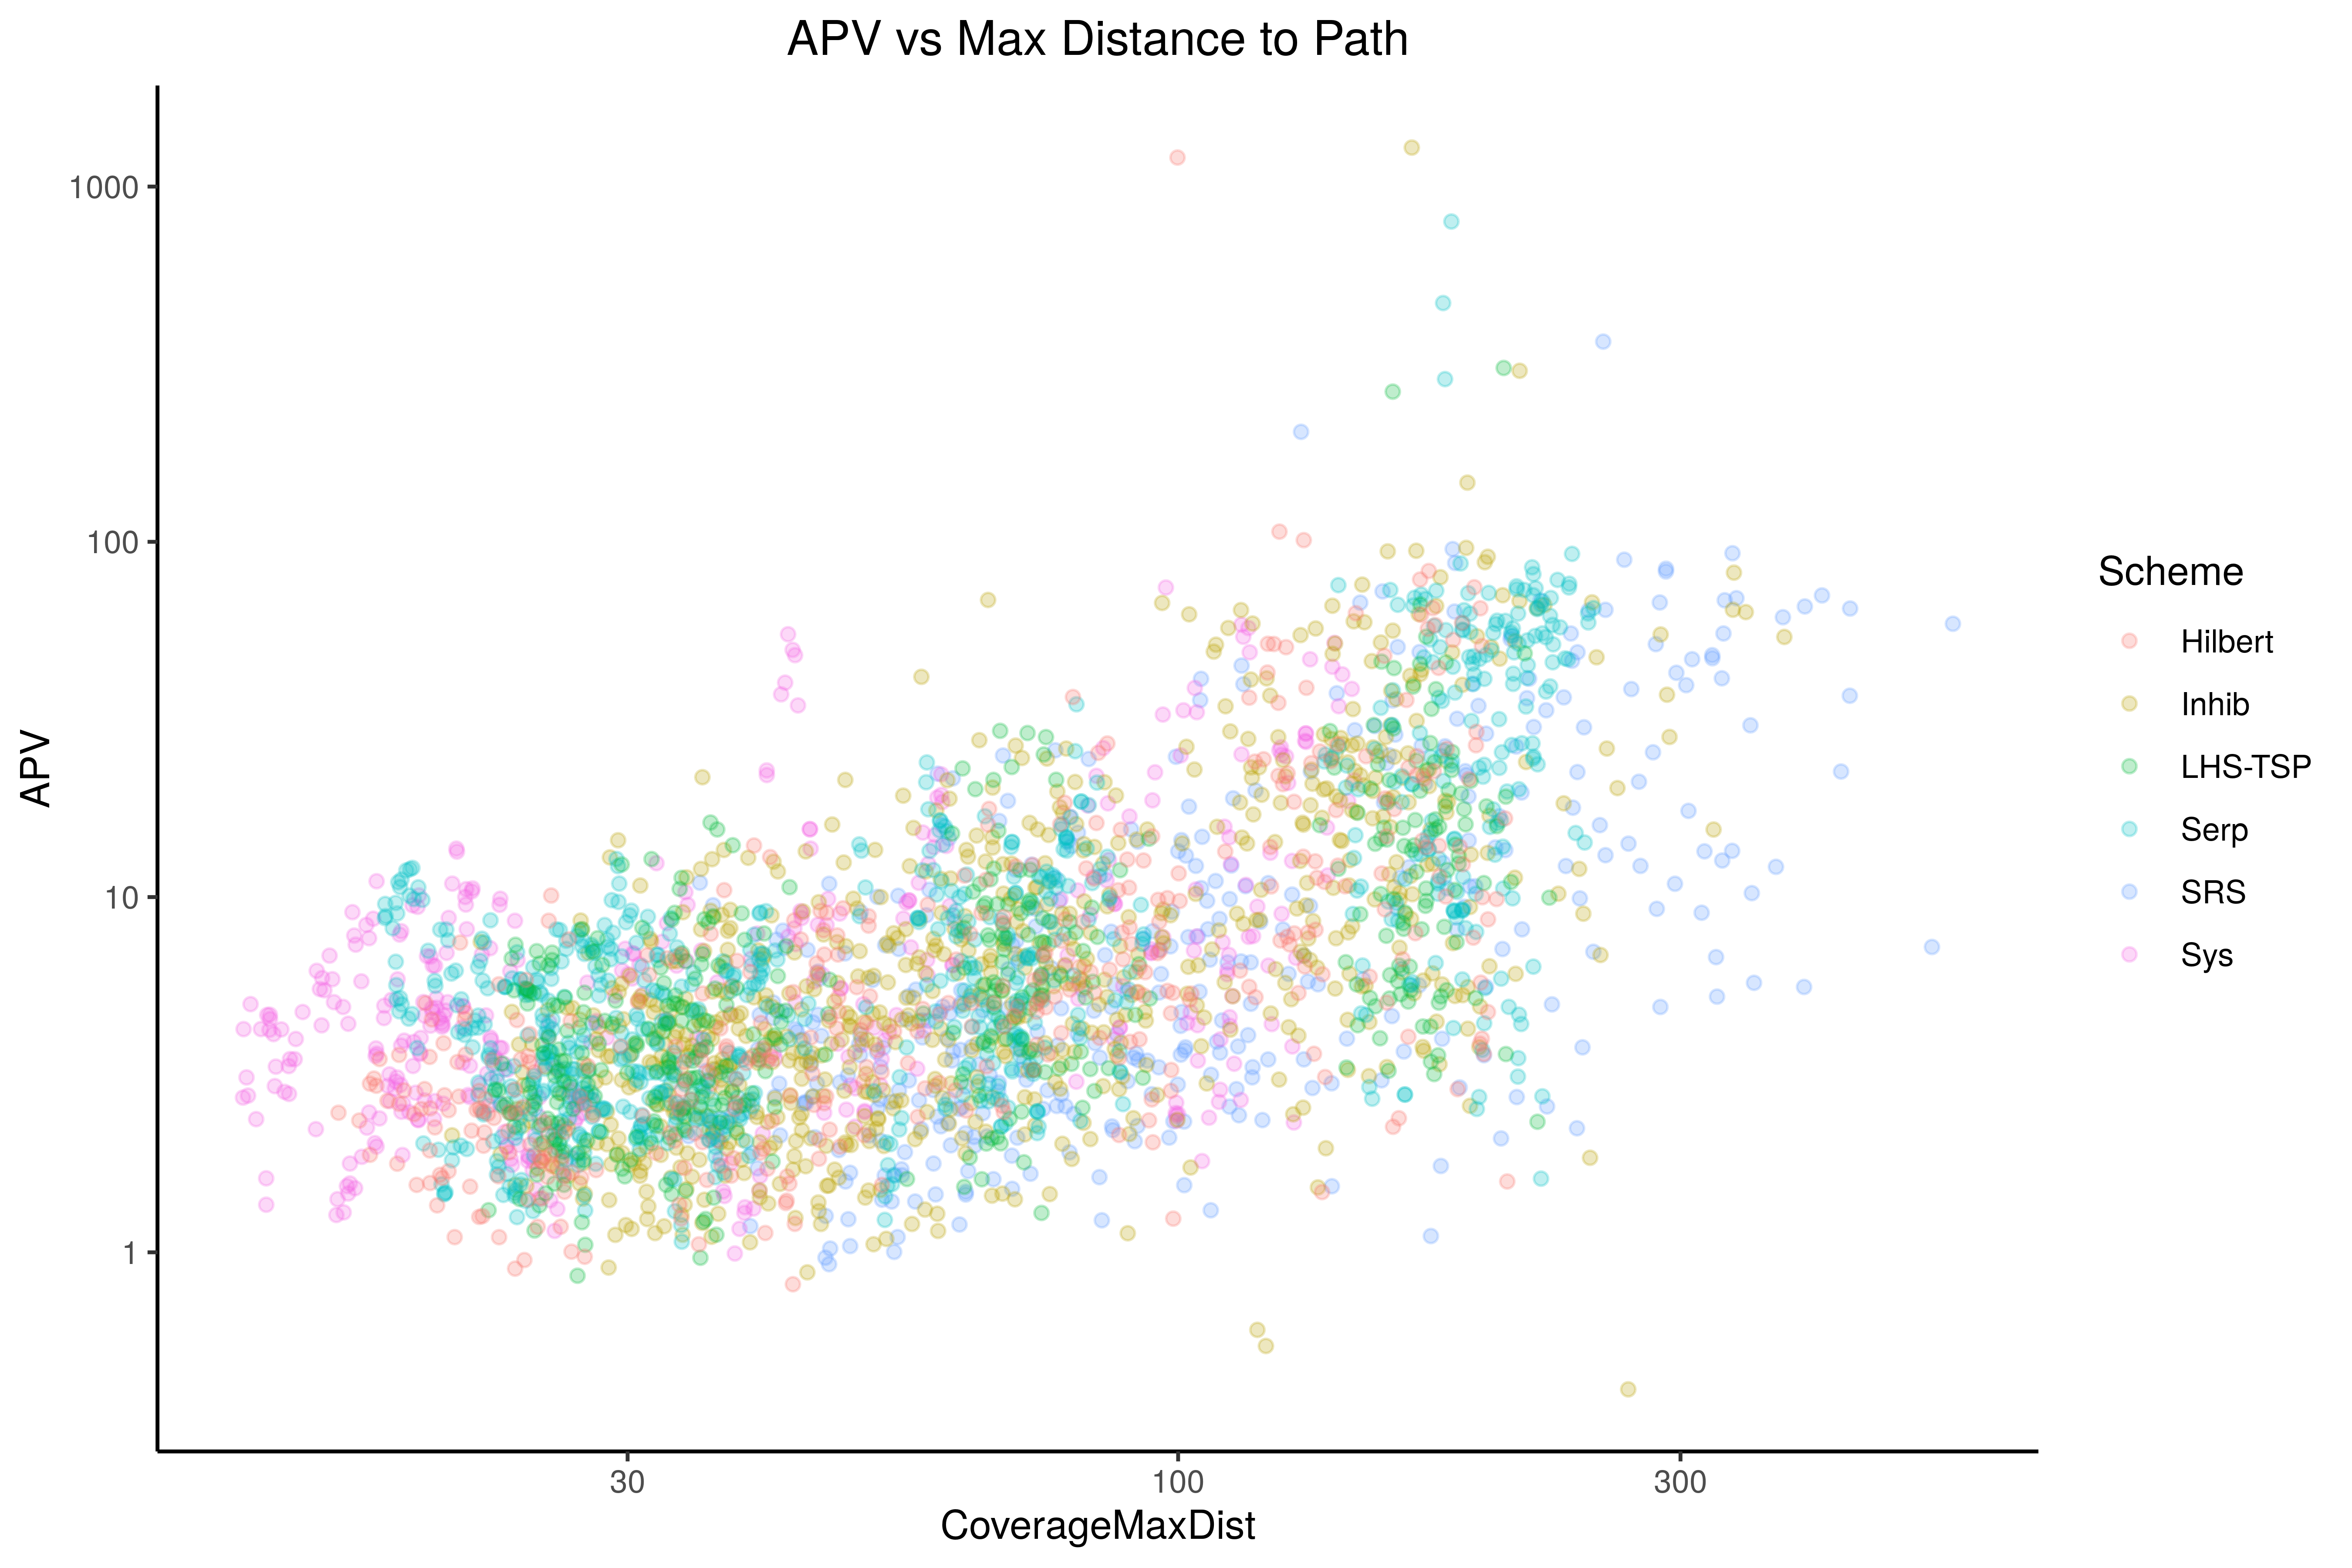 APV vs Max Distance to Path
1000
100
10
1
APV
30
100
300
CoverageMaxDist
Scheme
Hilbert
Inhib
LHS-TSP
Serp
SRS
Sys